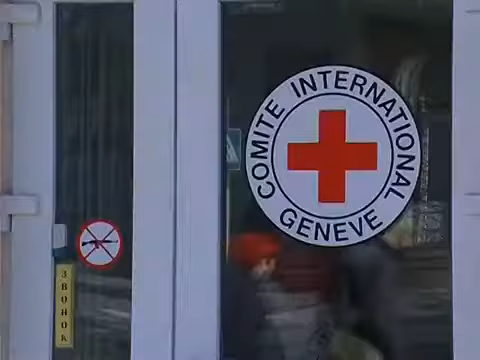 COMITE INTERNATIONAL
GENEVE
ЗВОНОК